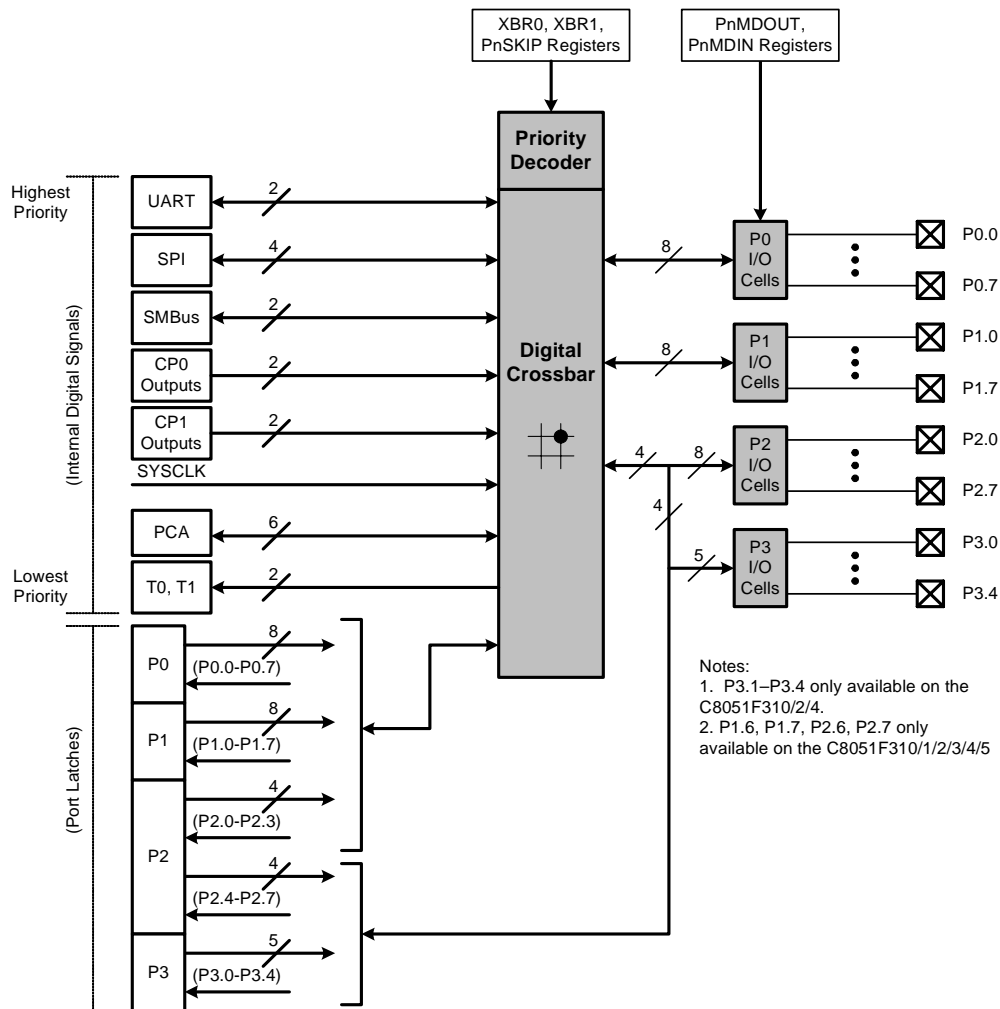 XBR0, XBR1,
PnSKIP Registers
PnMDOUT,
PnMDIN Registers
Priority
Decoder
Highest
Priority
UART
2
SPI
4
SMBus
2
CP0
Outputs
2
CP1
Outputs
2
SYSCLK
PCA
6
Lowest
Priority
T0, T1
2
(Internal Digital Signals)
Digital
Crossbar
8
P0
I/O
Cells
P0.0
P0.7
8
P1
I/O
Cells
P1.0
P1.7
4
8
P2
I/O
Cells
P2.0
P2.7
4
5
P3
I/O
Cells
P3.0
P3.4
(Port Latches)
P0
8
(P0.0-P0.7)
P1
8
(P1.0-P1.7)
P2
4
(P2.0-P2.3)
4
(P2.4-P2.7)
P3
5
(P3.0-P3.4)
Notes:
1. P3.1–P3.4 only available on the
C8051F310/2/4.
2. P1.6, P1.7, P2.6, P2.7 only
available on the C8051F310/1/2/3/4/5